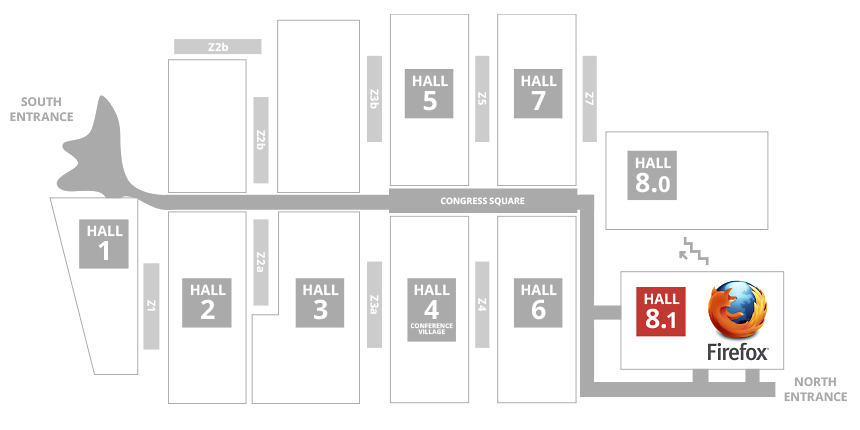 Z2b
SOUTH
ENTRANCE
Z2b
Z3b
HALL
5
Z5
HALL
7
Z7
HALL
8.0
CONGRESS SQUARE
HALL
1
Z1
HALL
2
Z2a
HALL
3
Z3a
HALL
4
CONFERENCE
VILLAGE
Z4
HALL
6
HALL
8.1
Firefox
NORTH
ENTRANCE